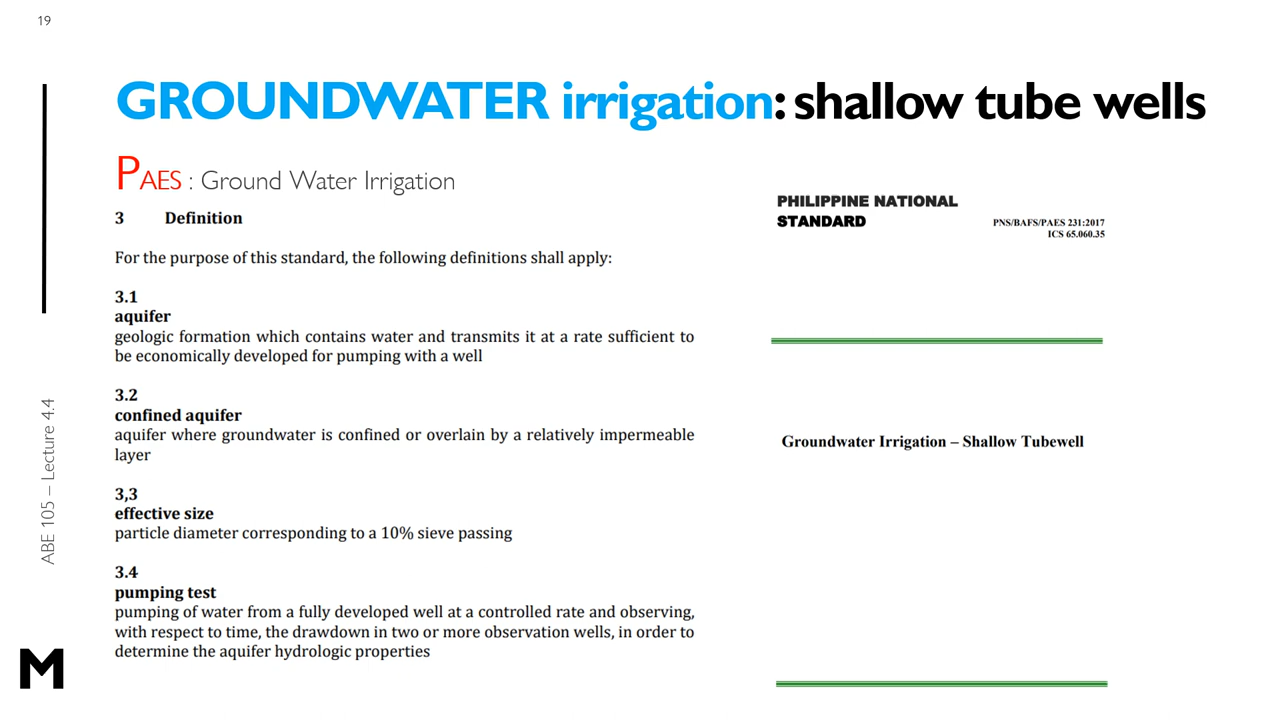 19
GROUNDWATER irrigation: shallow tube wells
PAES : Ground Water Irrigation
3 Definition
For the purpose of this standard, the following definitions shall apply:
3.1
aquifer
geologic formation which contains water and transmits it at a rate sufficient to
be economically developed for pumping with a well
3.2
confined aquifer
aquifer where groundwater is confined or overlain by a relatively impermeable
layer
3,3
effective size
particle diameter corresponding to a 10% sieve passing
3.4
pumping test
pumping of water from a fully developed well at a controlled rate and observing,
with respect to time, the drawdown in two or more observation wells, in order to
determine the aquifer hydrologic properties
PHILIPPINE NATIONAL
STANDARD
PNS/BAFS/PAES 231:2017
ICS 65.060.35
Groundwater Irrigation – Shallow Tubewell
ABE 105 – Lecture 4.4
M